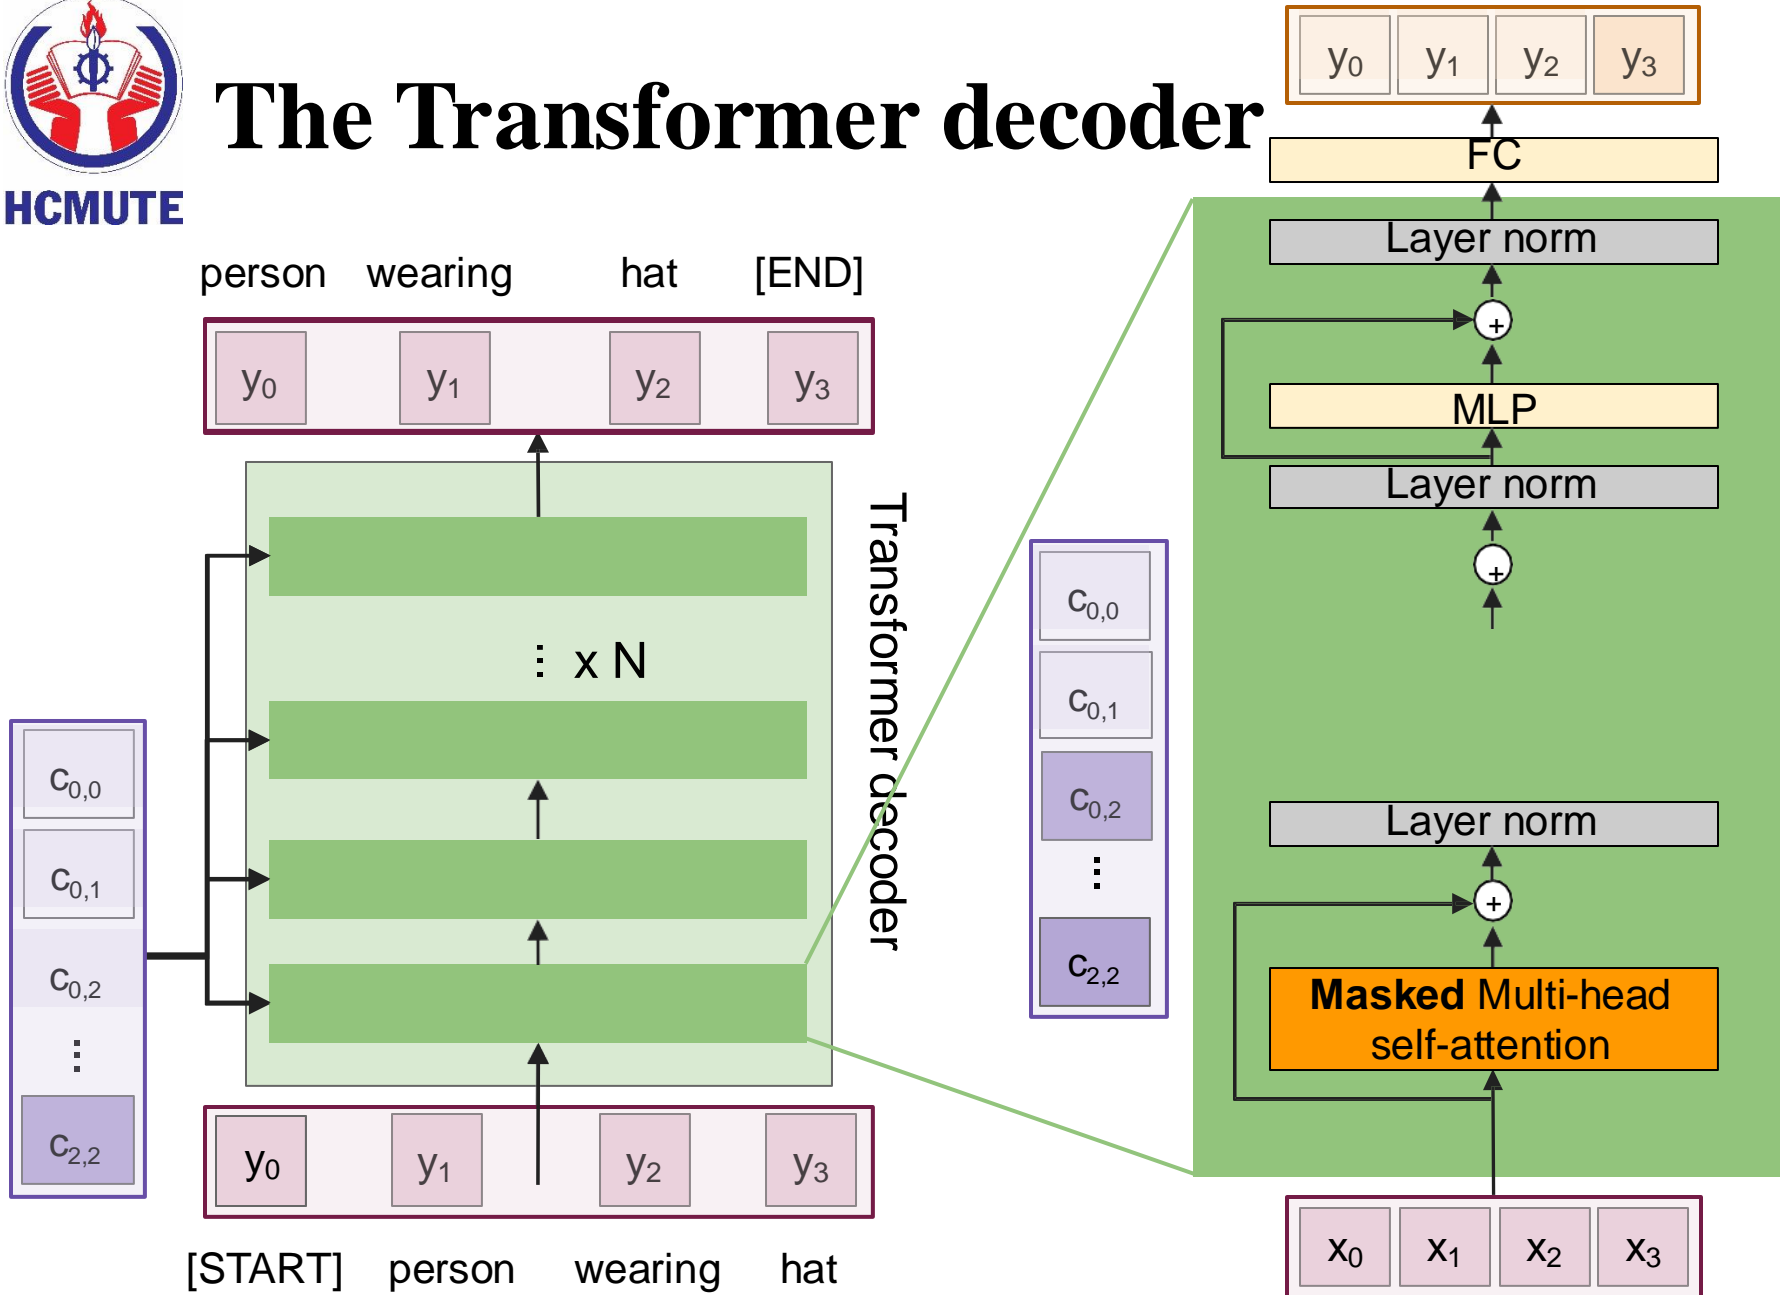 HCMUTE
The Transformer decoder
person wearing hat [END]
y0 y1 y2 y3
⋮ x N
Transformer decoder
c0,0
c0,1
c0,2
⋮
c2,2
y0 y1 y2 y3
[START] person wearing hat
c0,0
c0,1
c0,2
⋮
c2,2
y0 y1 y2 y3
FC
Layer norm
+
MLP
Layer norm
+
Layer norm
+
Masked Multi-head
self-attention
x0 x1 x2 x3